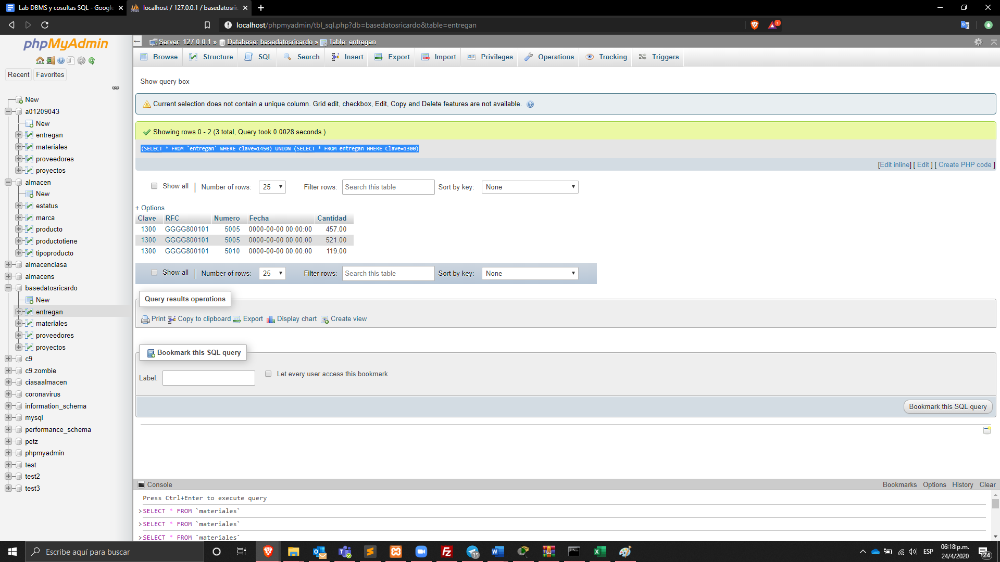 Lab DBMS y cosultas SQL - Google
localhost / 127.0.0.1 / basedatosric
localhost/phpmyadmin/tbl_sql.php?db=basedatosricardo&table=entregan
1
phpMyAdmin
Recent
Favorites
New
a01209043
New
entregan
materiales
proveedores
proyectos
almacen
New
estatus
marca
producto
productotiene
tipoproducto
almacenciasa
almacens
basedatosricardo
New
entregan
materiales
proveedores
proyectos
c9
c9.zombie
ciasaalmacen
coronavirus
information_schema
mysql
performance_schema
petz
phpmyadmin
test
test2
test3
Server: 127.0.0.1 » Database: basedatosricardo » Table: entregan
Browse Structure SQL Search Insert Export Import Privileges Operations Tracking Triggers
Show query box
Current selection does not contain a unique column. Grid edit, checkbox, Edit, Copy and Delete features are not available.
Showing rows 0 - 2 (3 total, Query took 0.0028 seconds.)
(SELECT * FROM `entregan` WHERE clave=1450) UNION (SELECT * FROM entregan WHERE Clave=1300)
[Edit inline] [ Edit ] [ Create PHP code ]
Show all | Number of rows: 25 Filter rows: Search this table Sort by key: None
+ Options
Clave RFC Numero Fecha Cantidad
1300 GGGG800101 5005 0000-00-00 00:00:00 457.00
1300 GGGG800101 5005 0000-00-00 00:00:00 521.00
1300 GGGG800101 5010 0000-00-00 00:00:00 119.00
Show all | Number of rows: 25 Filter rows: Search this table Sort by key: None
Query results operations
Print Copy to clipboard Export Display chart Create view
Bookmark this SQL query
Label: Let every user access this bookmark
Bookmark this SQL query
Console Bookmarks Options History Clear
Press Ctrl+Enter to execute query
>SELECT * FROM `materiales`
>SELECT * FROM `materiales`
>SELECT * FROM `materiales`
Escribe aquí para buscar
35
ESP
06:18:p.m.
24/4/2020
24